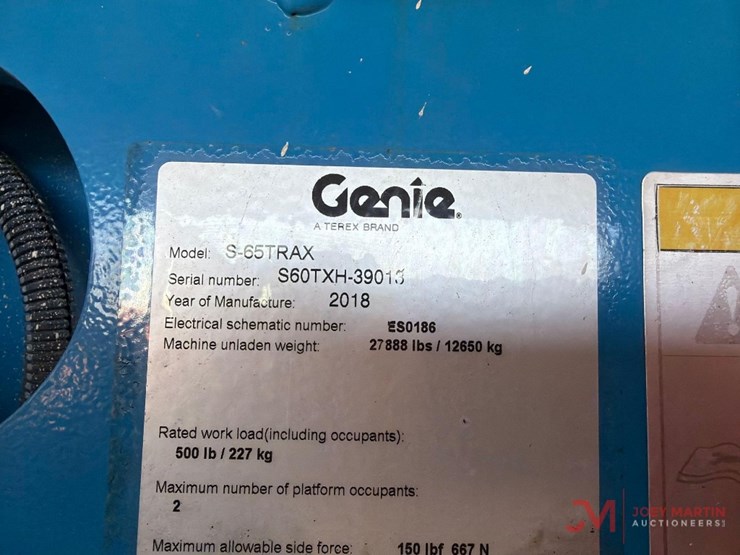 Genie.
A TEREX BRAND
Model: S-65TRAX
Serial number: S60TXH-39013
Year of Manufacture: 2018
Electrical schematic number: ES0186
Machine unladen weight: 27888 lbs / 12650 kg
Rated work load(including occupants):
500 lb / 227 kg
Maximum number of platform occupants:
2
Maximum allowable side force: 150 lbf 667 N
JM JOEY MARTIN
AUCTIONEERS